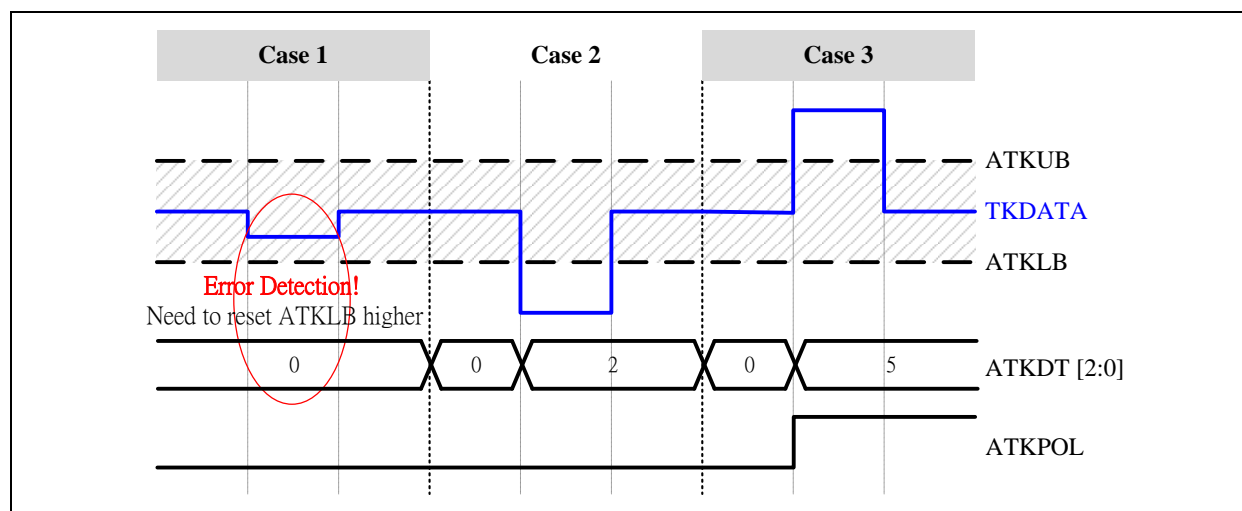 Case 1
Case 2
Case 3
ATKUB
TKDATA
ATKLB
Error Detection!
Need to reset ATKLB higher
0
0
2
0
5
ATKDT [2:0]
ATKPOL